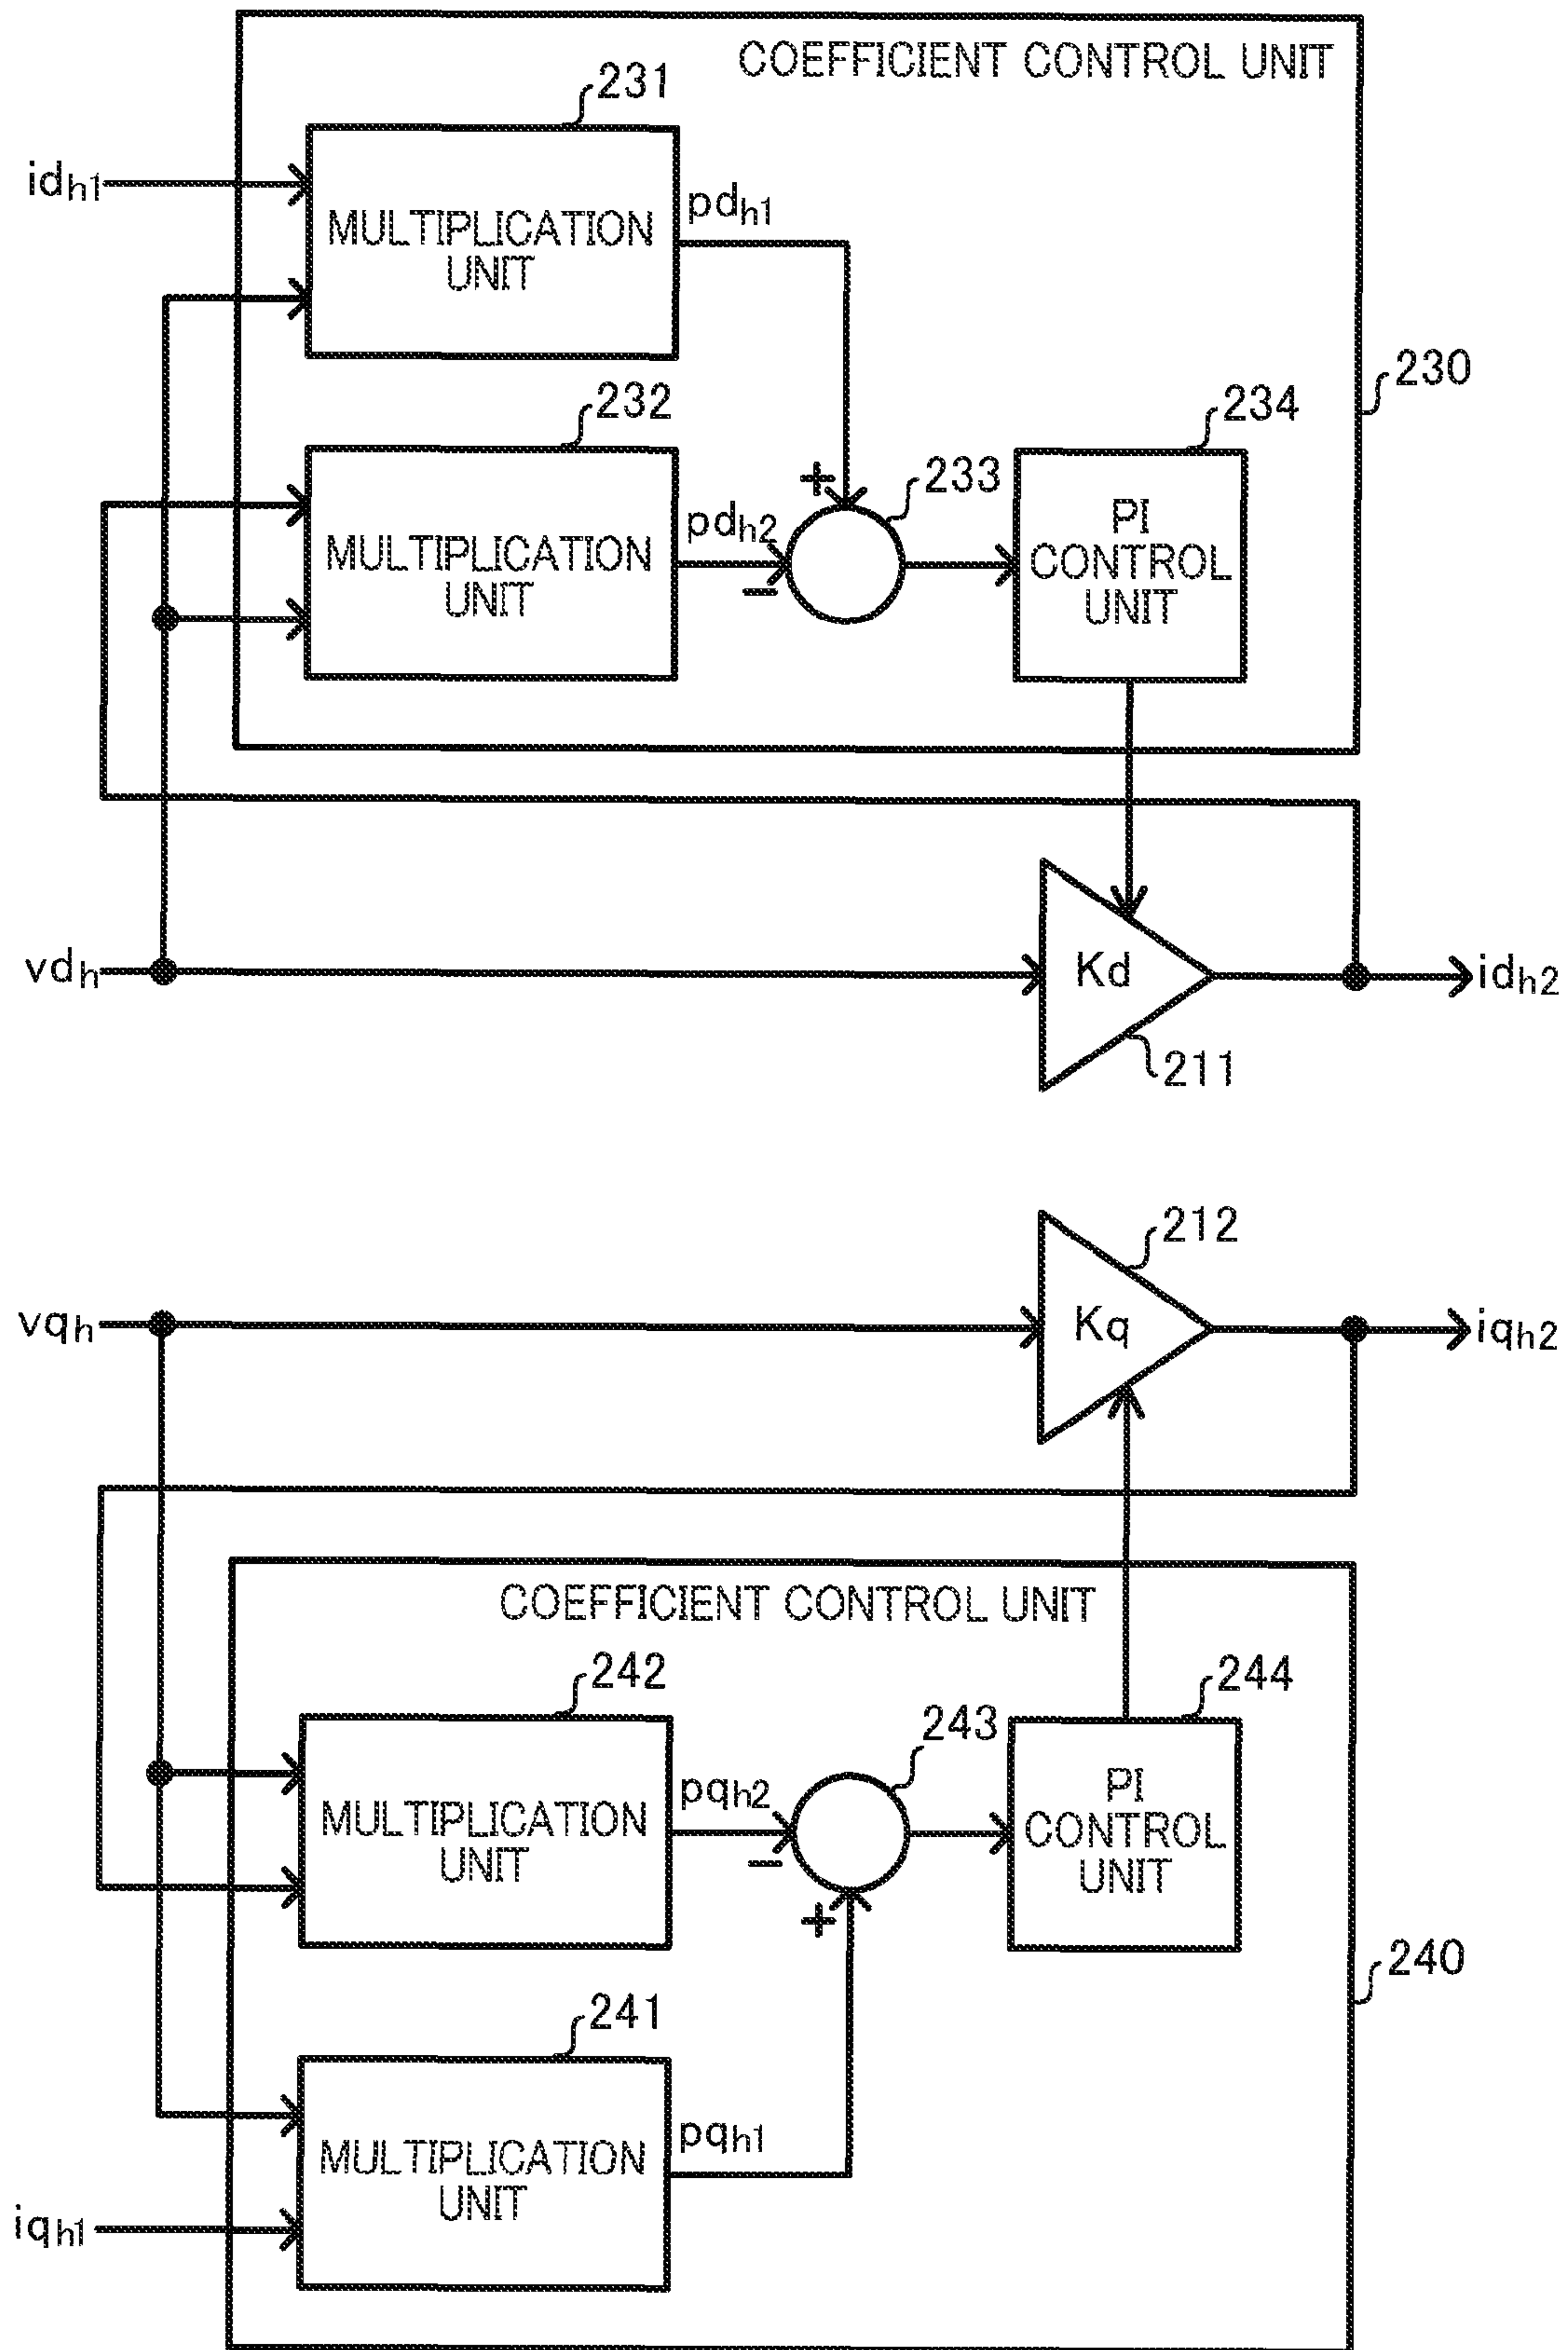 COEFFICIENT CONTROL UNIT
231
idh1
MULTIPLICATION
UNIT
pdh1
230
232
234
MULTIPLICATION
UNIT
pdh2
+
−
233
PI
CONTROL
UNIT
vdh
Kd
idh2
211
212
vqh
Kq
iqh2
COEFFICIENT CONTROL UNIT
242
243
244
MULTIPLICATION
UNIT
pqh2
−
+
PI
CONTROL
UNIT
240
241
MULTIPLICATION
UNIT
pqh1
iqh1